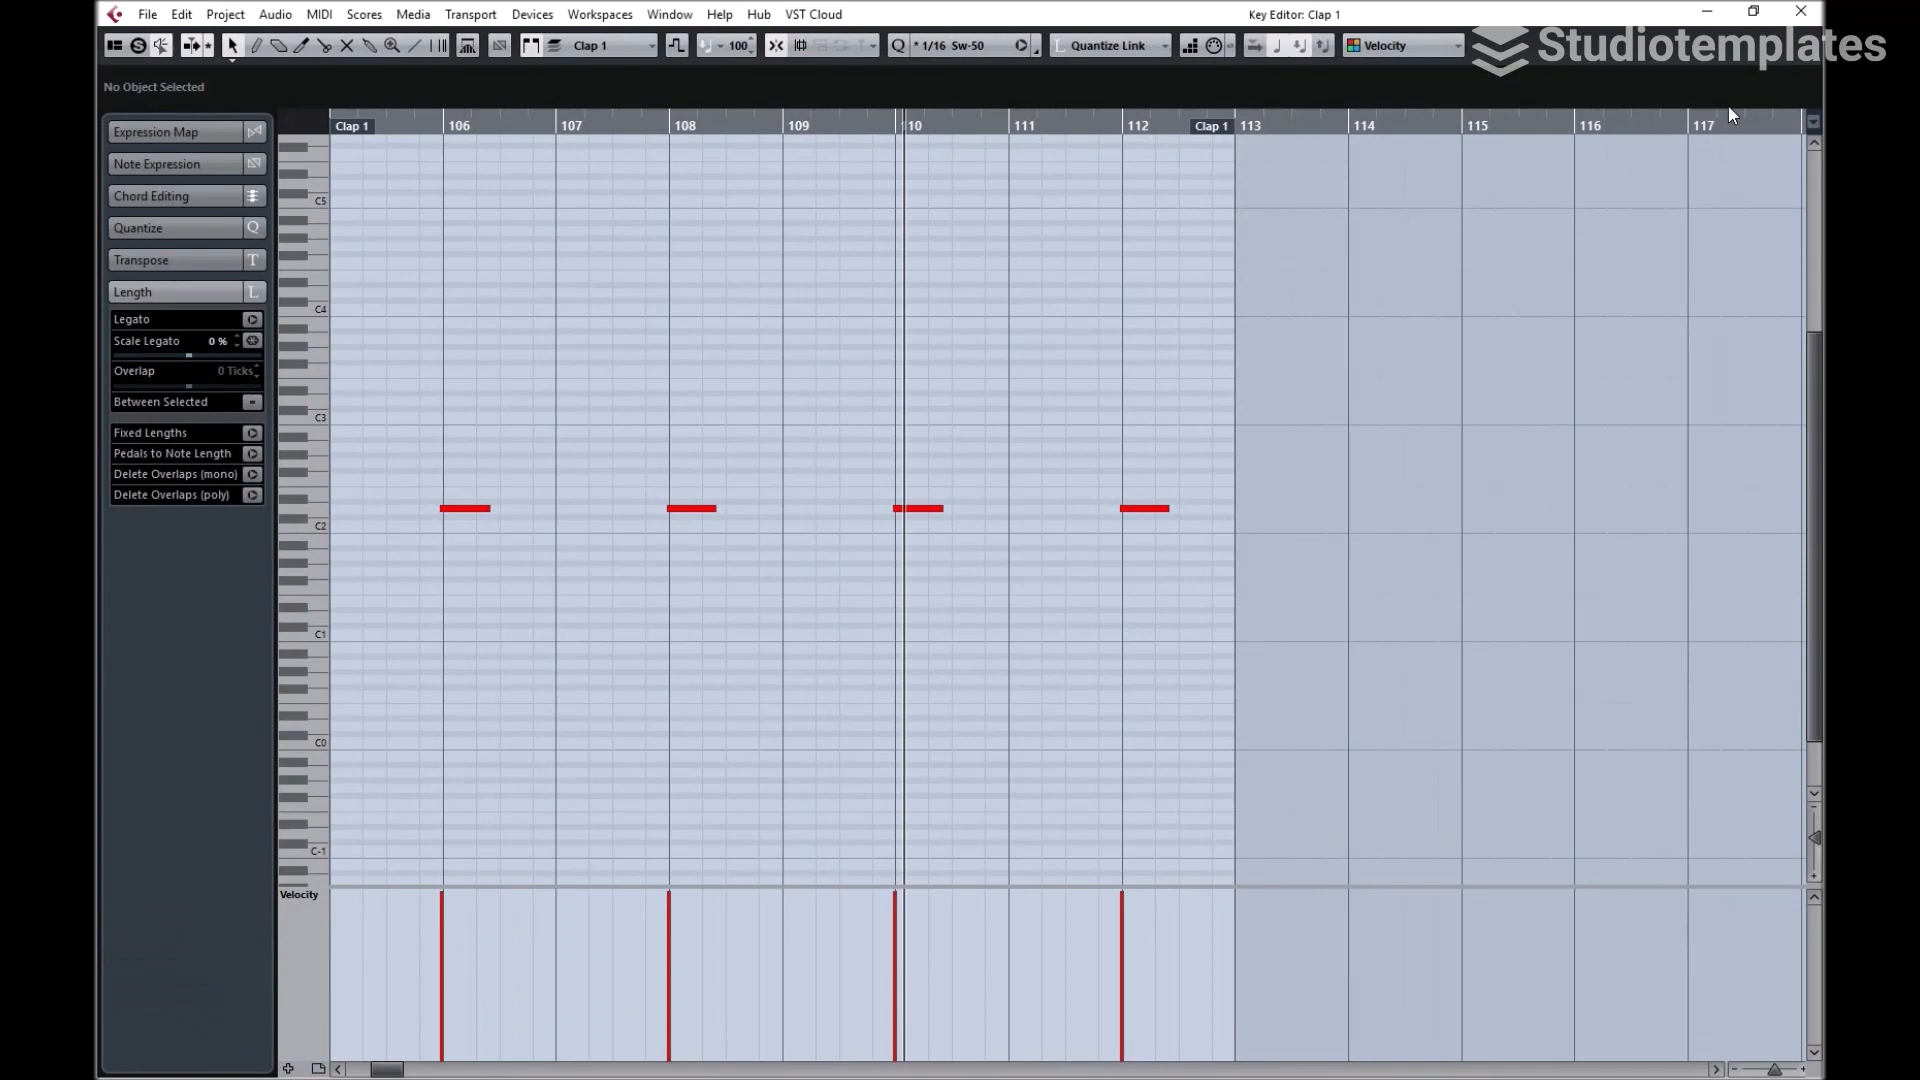 File Edit Project Audio MIDI Scores Media Transport Devices Workspaces Window Help Hub VST Cloud Key Editor: Clap 1
Clap 1 100 Q * 1/16 Sw-50 Quantize Link Velocity
Studiotemplates
No Object Selected
Clap 1 106 107 108 109 110 111 112 Clap 1 113 114 115 116 117
Expression Map
Note Expression
Chord Editing
Quantize Q
Transpose T
Length L
Legato
Scale Legato 0 %
Overlap 0 Ticks
Between Selected
Fixed Lengths
Pedals to Note Length
Delete Overlaps (mono)
Delete Overlaps (poly)
C5
C4
C3
C2
C1
C0
C-1
Velocity